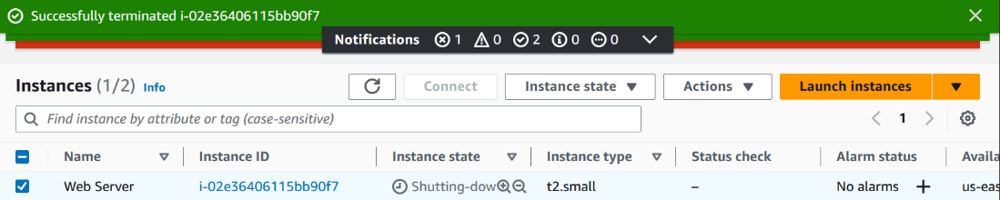 Successfully terminated i-02e36406115bb90f7
Notifications 1 0 2 0 0
Instances (1/2) Info Connect Instance state Actions Launch instances
Find instance by attribute or tag (case-sensitive) 1
Name Instance ID Instance state Instance type Status check Alarm status Availa
Web Server i-02e36406115bb90f7 Shutting-dow t2.small – No alarms us-eas